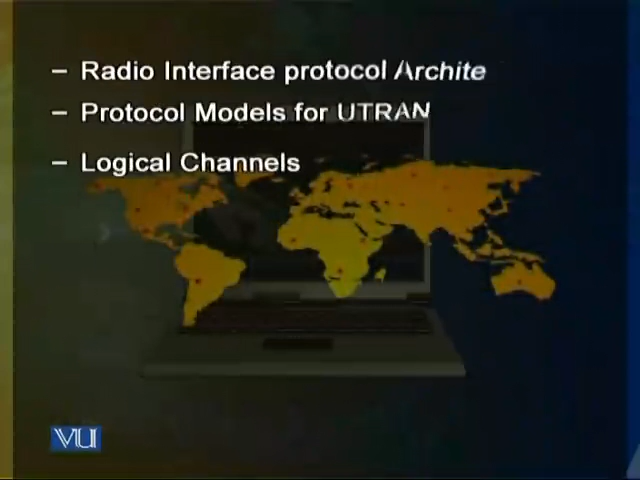 – Radio Interface protocol Archite
– Protocol Models for UTRAN
– Logical Channels
VU